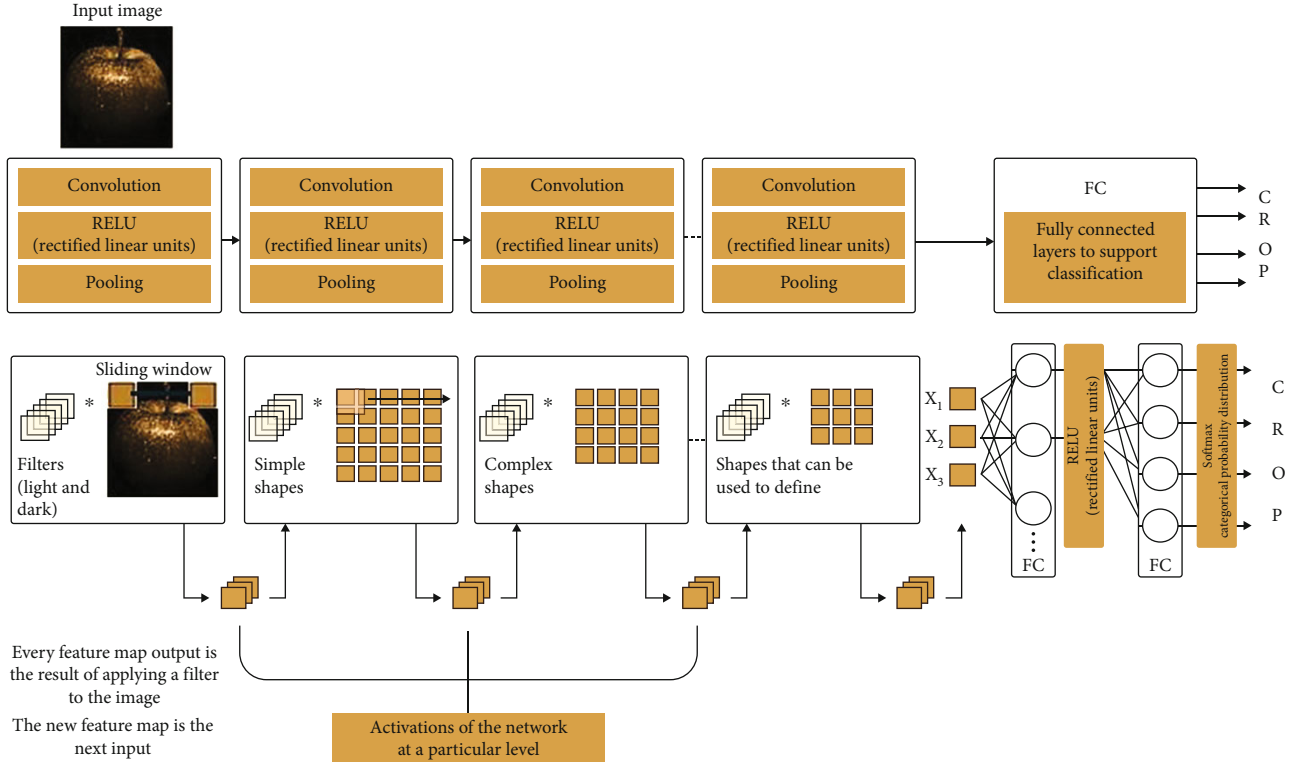 Input image
Convolution
RELU
(rectified linear units)
Pooling
Convolution
RELU
(rectified linear units)
Pooling
Convolution
RELU
(rectified linear units)
Pooling
Convolution
RELU
(rectified linear units)
Pooling
FC
Fully connected
layers to support
classification
C
R
O
P
Sliding window
*
Filters
(light and
dark)
*
Simple
shapes
*
Complex
shapes
*
Shapes that can be
used to define
X1
X2
X3
FC
RELU
(rectified linear units)
FC
Softmax
categorical probability distribution
C
R
O
P
Every feature map output is
the result of applying a filter
to the image
The new feature map is the
next input
Activations of the network
at a particular level